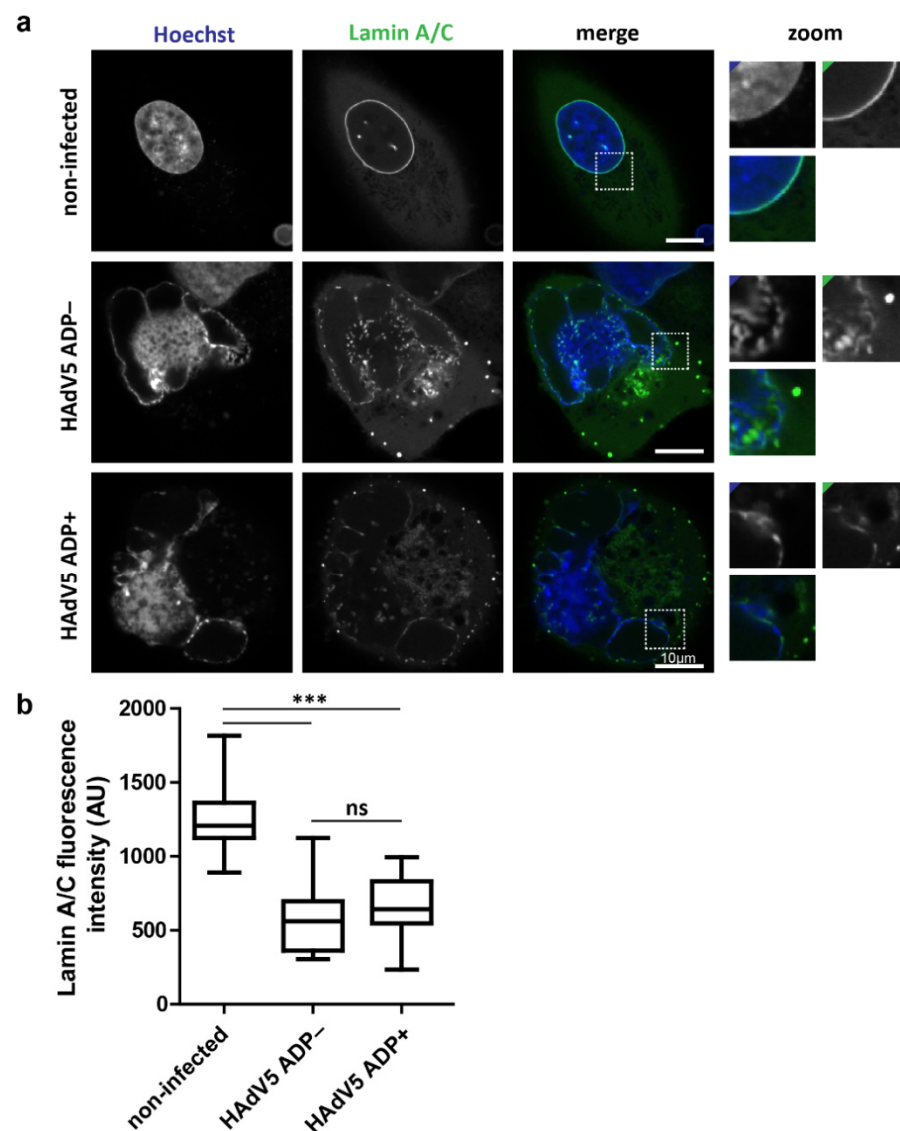 a
Hoechst
Lamin A/C
merge
zoom
non-infected
HAdV5 ADP–
HAdV5 ADP+
10µm
b
Lamin A/C fluorescence
intensity (AU)
2000
1500
1000
500
0
***
ns
non-infected
HAdV5 ADP–
HAdV5 ADP+